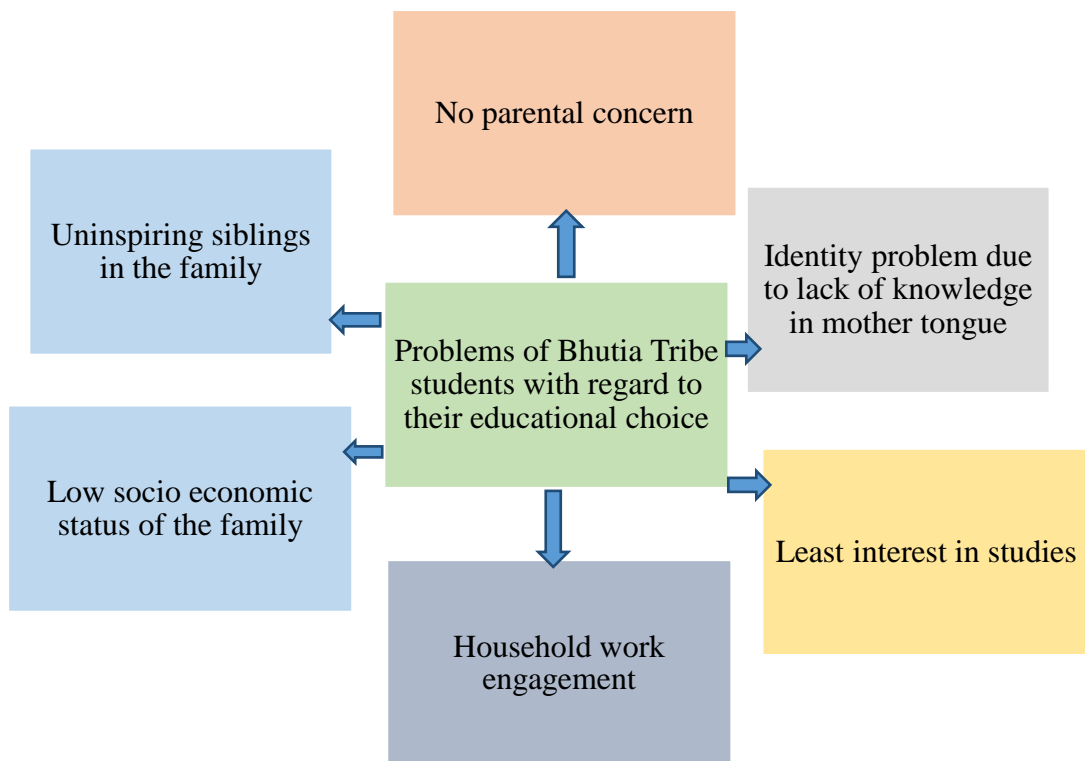 No parental concern
Uninspiring siblings
in the family
Identity problem due
to lack of knowledge
in mother tongue
Problems of Bhutia Tribe
students with regard to
their educational choice
Low socio economic
status of the family
Least interest in studies
Household work
engagement